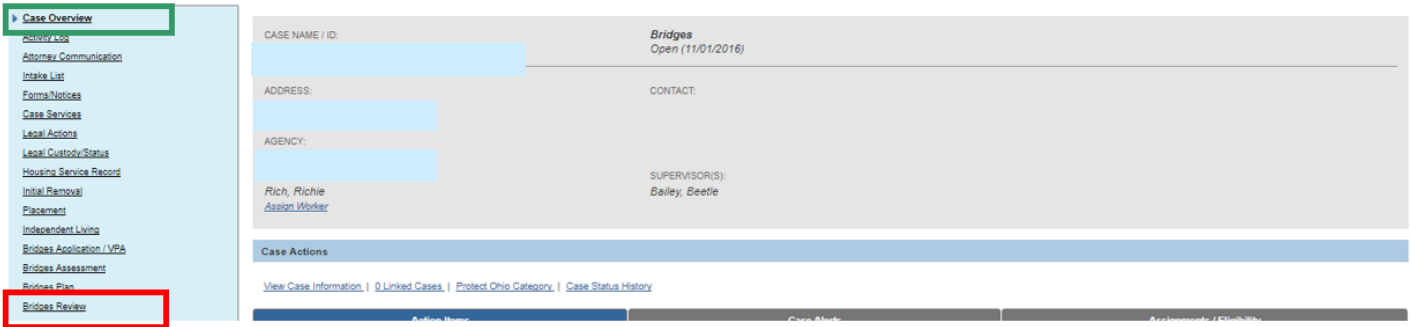 Case Overview
Activity Log
Attorney Communication
Intake List
Forms/Notices
Case Services
Legal Actions
Legal Custody/Status
Housing Service Record
Initial Removal
Placement
Independent Living
Bridges Application / VPA
Bridges Assessment
Bridges Plan
Bridges Review
CASE NAME / ID:
Bridges
Open (11/01/2016)
ADDRESS:
CONTACT:
AGENCY:
SUPERVISOR(S):
Rich, Richie
Bailey, Beetle
Assign Worker
Case Actions
View Case Information | 0 Linked Cases | Protect Ohio Category | Case Status History
Action Items
Case Alerts
Assignments / Eligibility